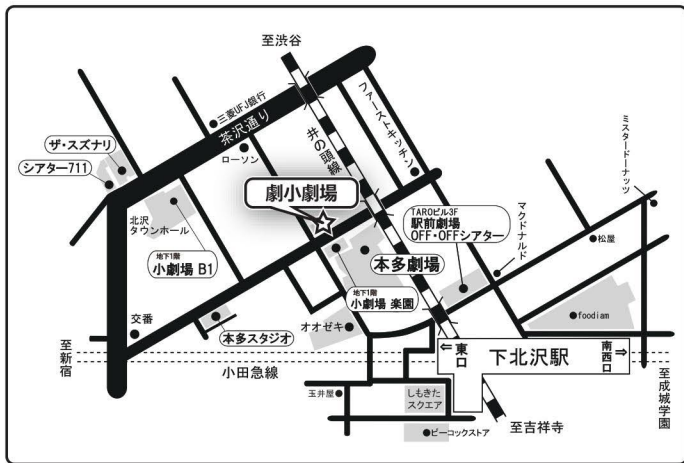 至渋谷
三菱UFJ銀行
茶沢通り
ローソン
井の頭線
ファーストキッチン
ミスタードーナッツ
ザ・スズナリ
シアター711
劇小劇場
北沢
タウンホール
地下1階
小劇場 B1
TAROビル3F
駅前劇場
OFF・OFFシアター
マクドナルド
松屋
本多劇場
地下1階
小劇場 楽園
交番
本多スタジオ
オオゼキ
foodiam
至新宿
小田急線
⇐東口
下北沢駅
南西口⇒
至成城学園
玉井屋
しもきた
スクエア
ピーコックストア
至吉祥寺